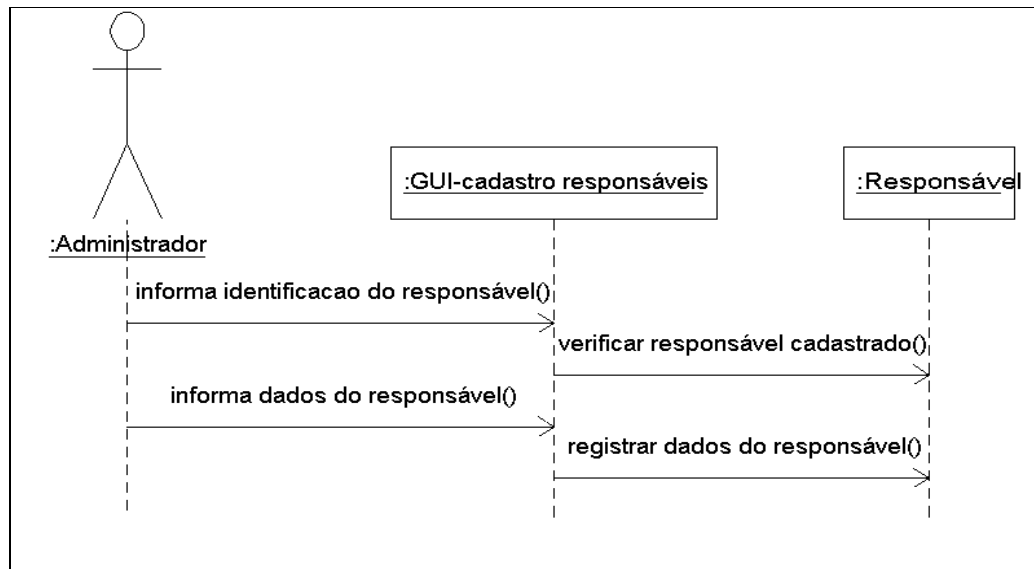 :GUI-cadastro responsáveis
:Responsável
:Administrador
informa identificacao do responsável()
verificar responsável cadastrado()
informa dados do responsável()
registrar dados do responsável()